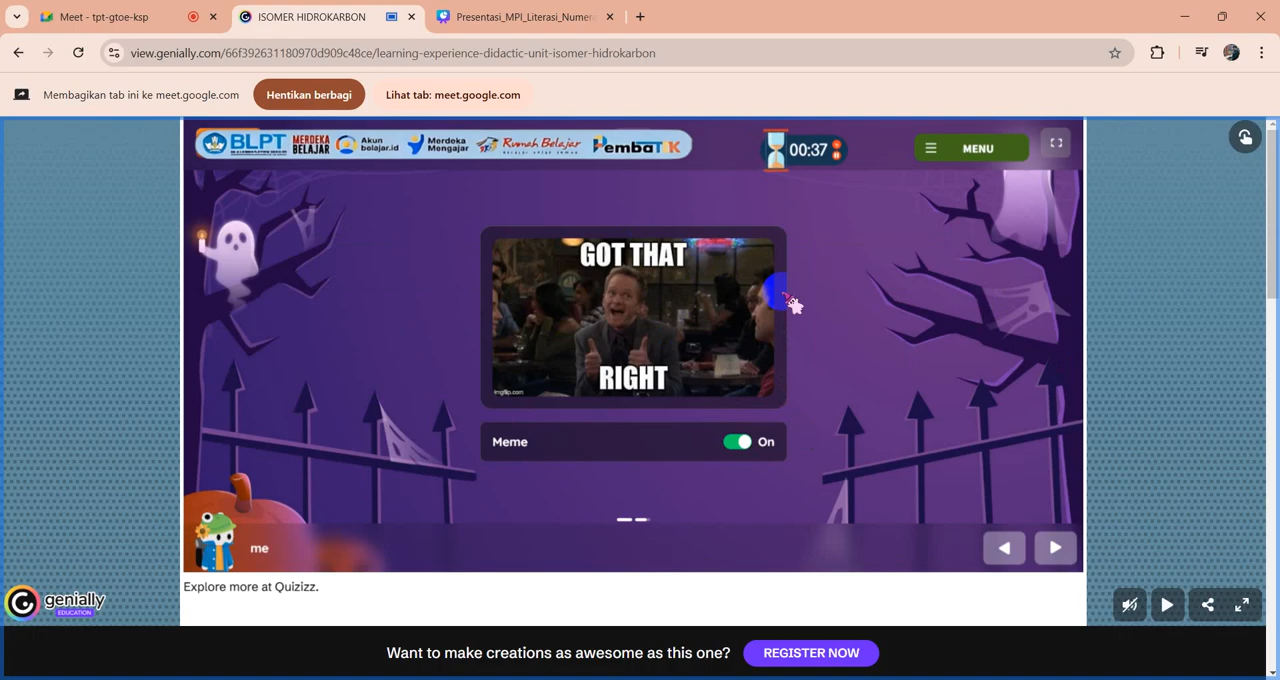 Meet - tpt-gtoe-ksp
ISOMER HIDROKARBON
Presentasi_MPI_Literasi_Numer
view.genially.com/66f392631180970d909c48ce/learning-experience-didactic-unit-isomer-hidrokarbon
Membagikan tab ini ke meet.google.com
Hentikan berbagi
Lihat tab: meet.google.com
BLPT
MERDEKA
BELAJAR
Akun
belajar.id
Merdeka
Mengajar
Rumah Belajar
PembaTIK
00:37
MENU
GOT THAT
RIGHT
imgflip.com
Meme
On
me
Explore more at Quizizz.
genially
EDUCATION
Want to make creations as awesome as this one?
REGISTER NOW